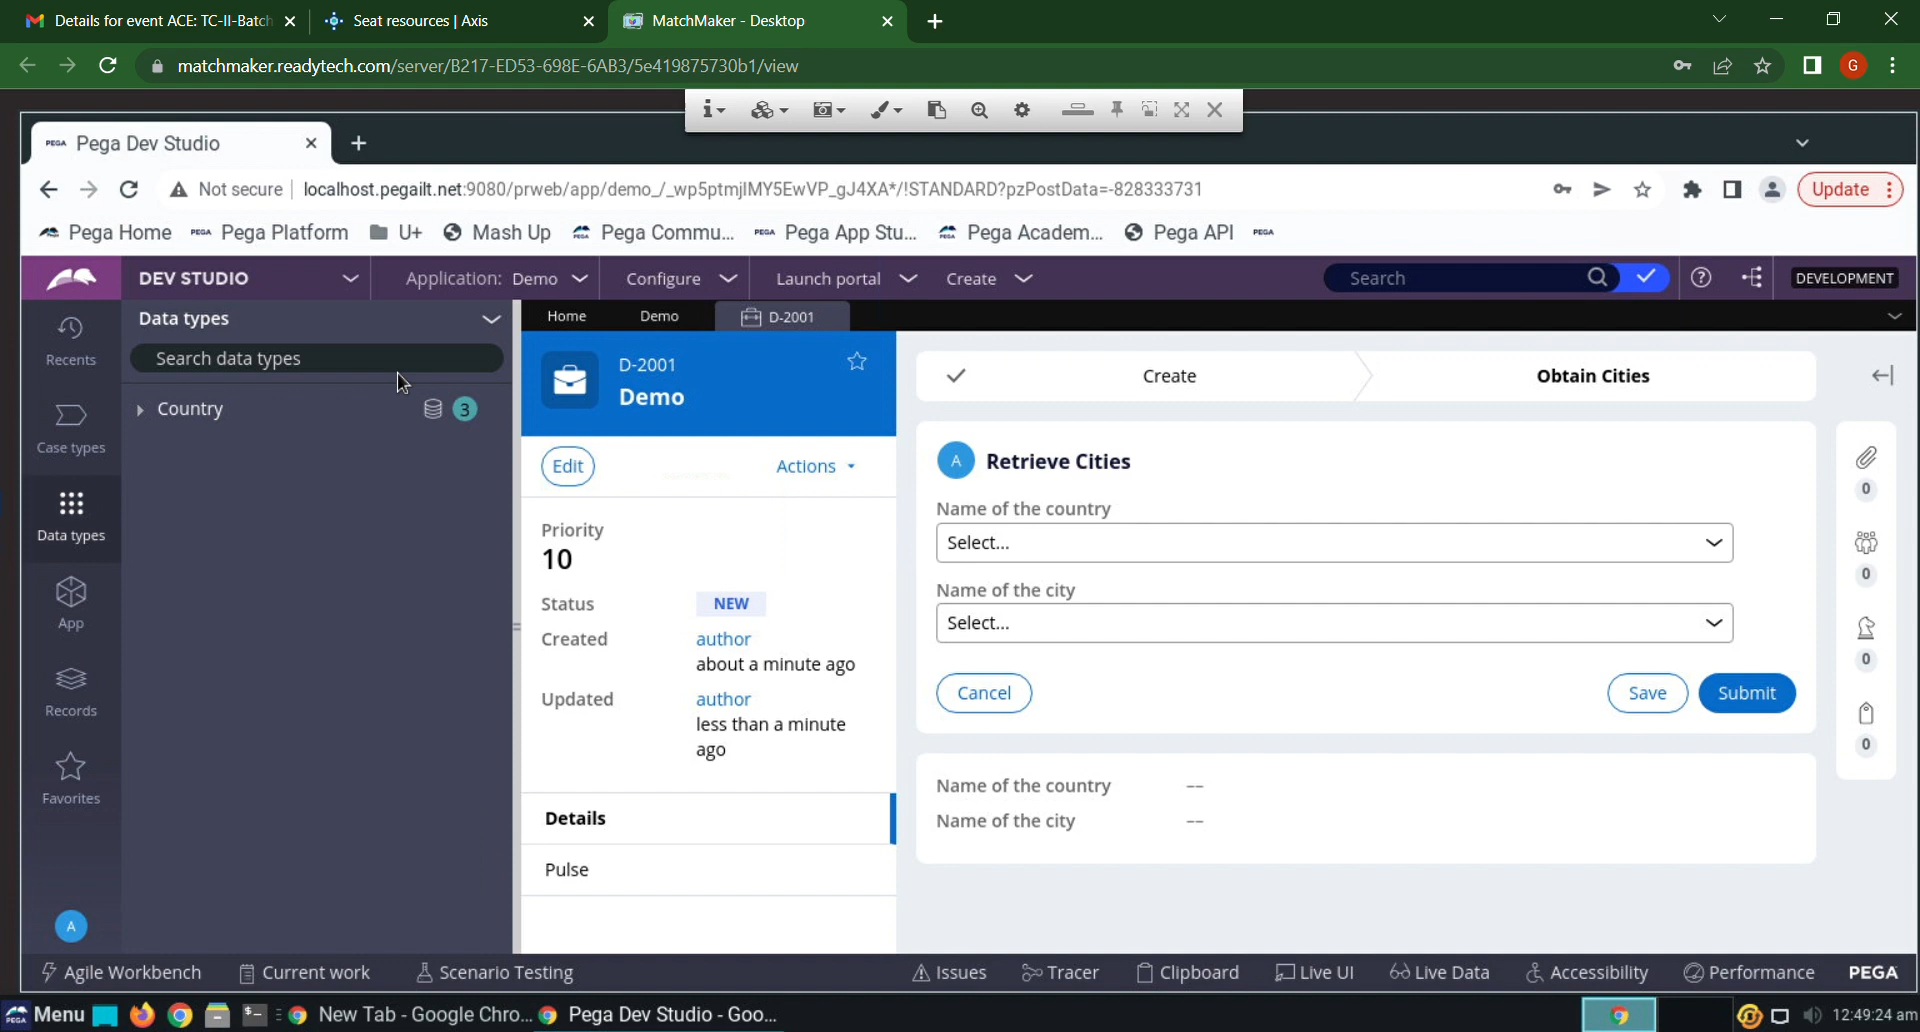 Details for event ACE: TC-II-Batch
Seat resources | Axis
MatchMaker - Desktop
matchmaker.readytech.com/server/B217-ED53-698E-6AB3/5e419875730b1/view
G
PEGA Pega Dev Studio
Not secure localhost.pegailt.net:9080/prweb/app/demo_/_wp5ptmjlMY5EwVP_gJ4XA*/!STANDARD?pzPostData=-828333731
Update
Pega Home PEGA Pega Platform U+ Mash Up Pega Commu... PEGA Pega App Stu... Pega Academ... Pega API PEGA
DEV STUDIO Application: Demo Configure Launch portal Create Search DEVELOPMENT
Recents
Case types
Data types
App
Records
Favorites
A
Data types
Search data types
Country 3
Home Demo D-2001
D-2001
Demo
Edit Actions
Priority
10
Status NEW
Created author
about a minute ago
Updated author
less than a minute
ago
Details
Pulse
Create Obtain Cities
A Retrieve Cities
Name of the country
Select...
Name of the city
Select...
Cancel Save Submit
Name of the country --
Name of the city --
0
0
0
0
Agile Workbench Current work Scenario Testing Issues Tracer Clipboard Live UI Live Data Accessibility Performance PEGA
PEGA Menu New Tab - Google Chro... Pega Dev Studio - Goo... 12:49:24 am